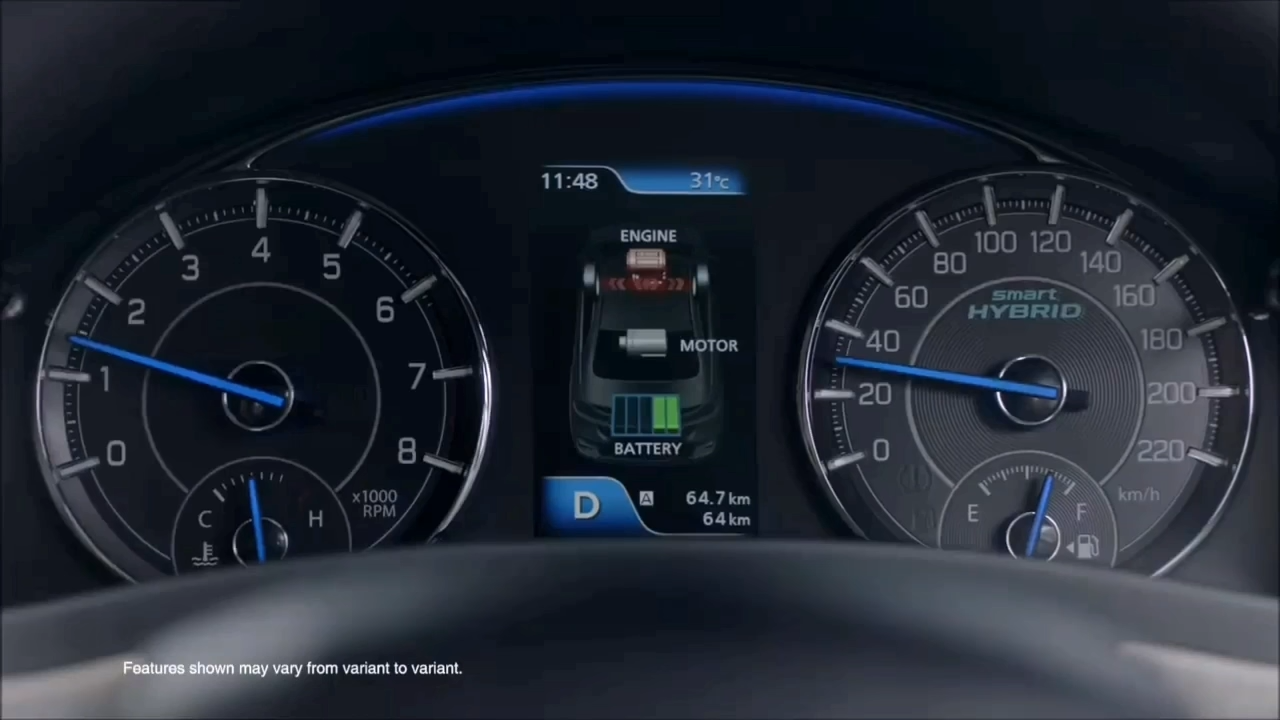 11:48
31°C
ENGINE
MOTOR
BATTERY
D
A
64.7 km
64 km
0
1
2
3
4
5
6
7
8
x1000
RPM
C
H
0
20
40
60
80
100
120
140
160
180
200
220
km/h
smart
HYBRID
E
F
Features shown may vary from variant to variant.